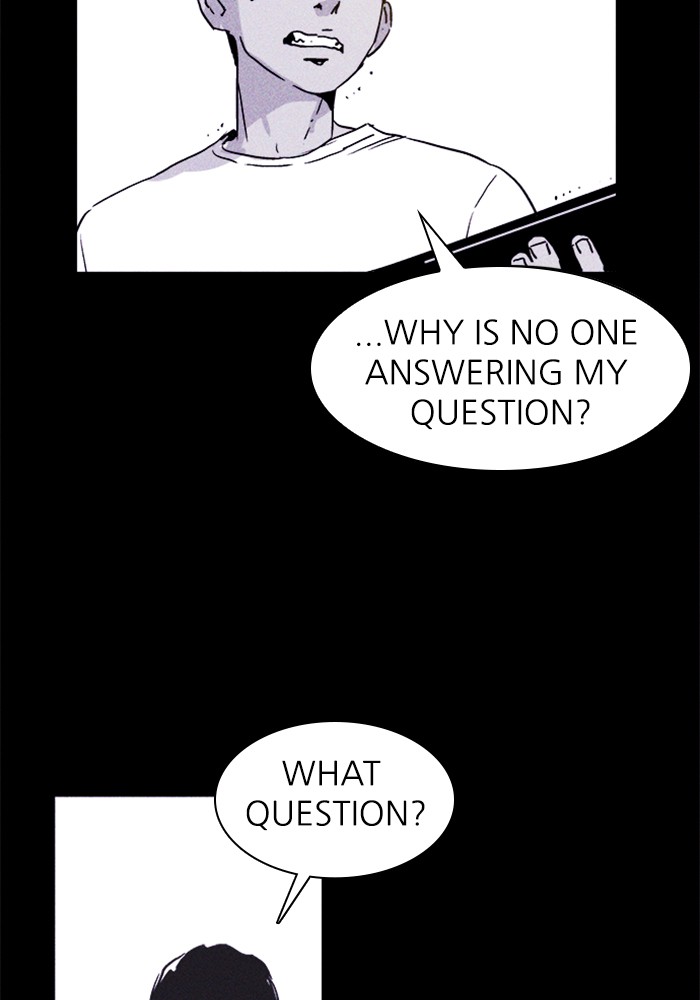 ...WHY IS NO ONE
ANSWERING MY
QUESTION?
WHAT
QUESTION?